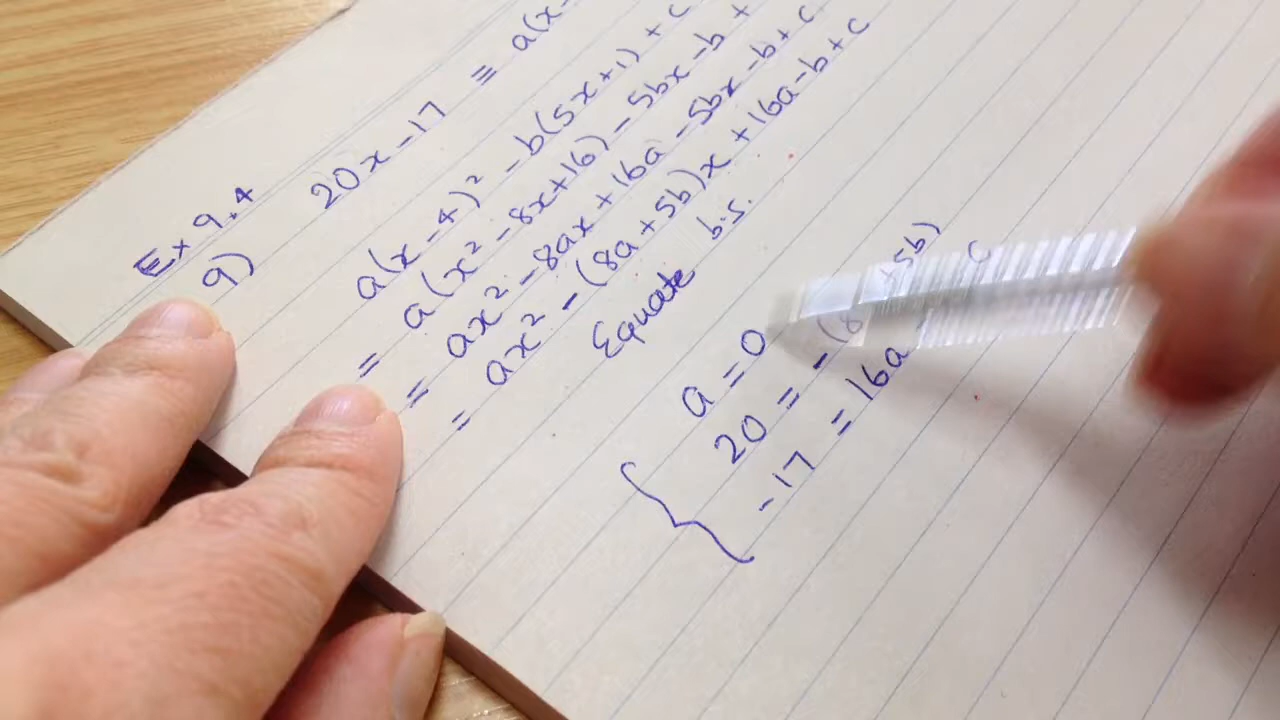 Ex 9.4
9) 20x - 17 ≡ a(x-
a(x - 4)² - b(5x+1) + c
= a(x² - 8x + 16) - 5bx - b +
= ax² - 8ax + 16a - 5bx - b + c
= ax² - (8a + 5b)x + 16a - b + c
Equate b.s.
a = 0
20 = -(8 + 5b)
-17 = 16a c